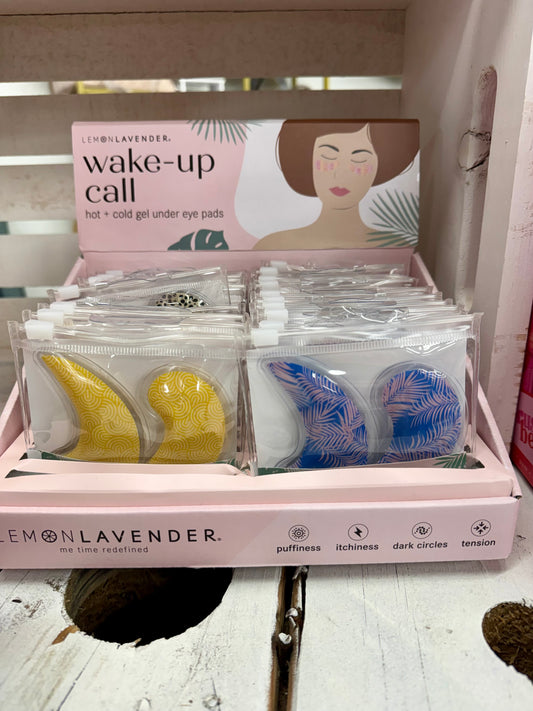 LEMONLAVENDER®
wake-up
call
hot + cold gel under eye pads
LEMONLAVENDER®
me time redefined
puffiness
itchiness
dark circles
tension